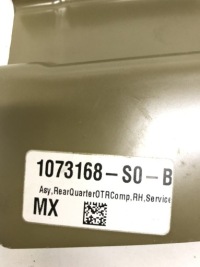 1073168-S0-B
Asy,RearQuarterOTRComp,RH,Service
MX